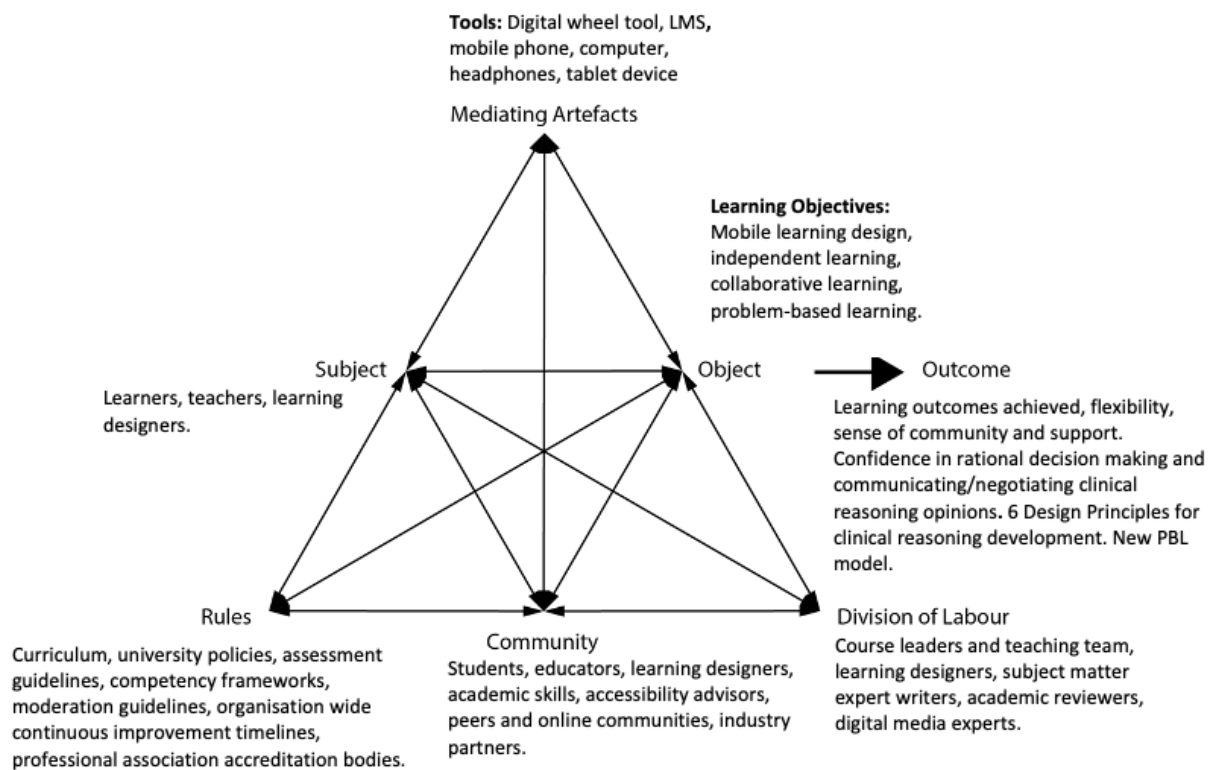 Tools: Digital wheel tool, LMS,
mobile phone, computer,
headphones, tablet device
Mediating Artefacts
Learning Objectives:
Mobile learning design,
independent learning,
collaborative learning,
problem-based learning.
Subject
Learners, teachers, learning
designers.
Object
Outcome
Learning outcomes achieved, flexibility,
sense of community and support.
Confidence in rational decision making and
communicating/negotiating clinical
reasoning opinions. 6 Design Principles for
clinical reasoning development. New PBL
model.
Rules
Curriculum, university policies, assessment
guidelines, competency frameworks,
moderation guidelines, organisation wide
continuous improvement timelines,
professional association accreditation bodies.
Community
Students, educators, learning designers,
academic skills, accessibility advisors,
peers and online communities, industry
partners.
Division of Labour
Course leaders and teaching team,
learning designers, subject matter
expert writers, academic reviewers,
digital media experts.